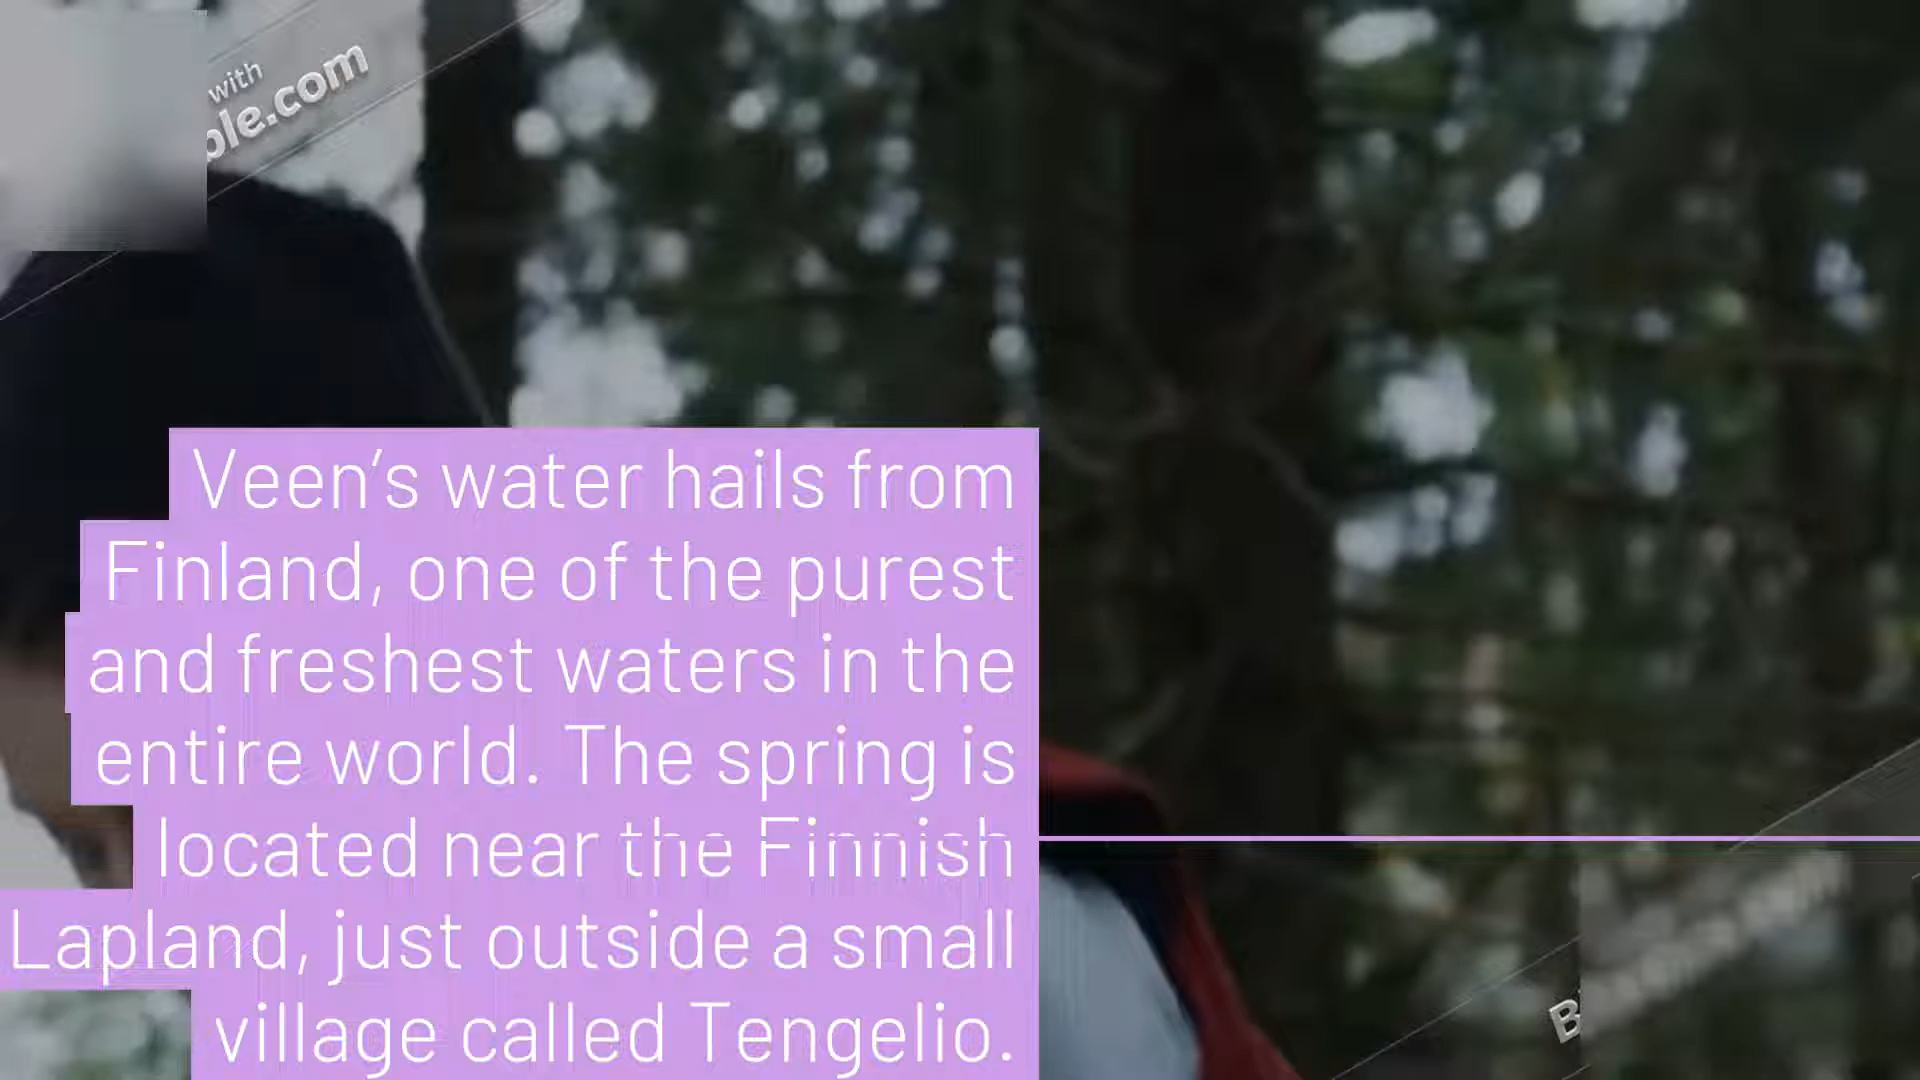 with
ple.com
Veen’s water hails from
Finland, one of the purest
and freshest waters in the
entire world. The spring is
located near the Finnish
Lapland, just outside a small
village called Tengelio.
B